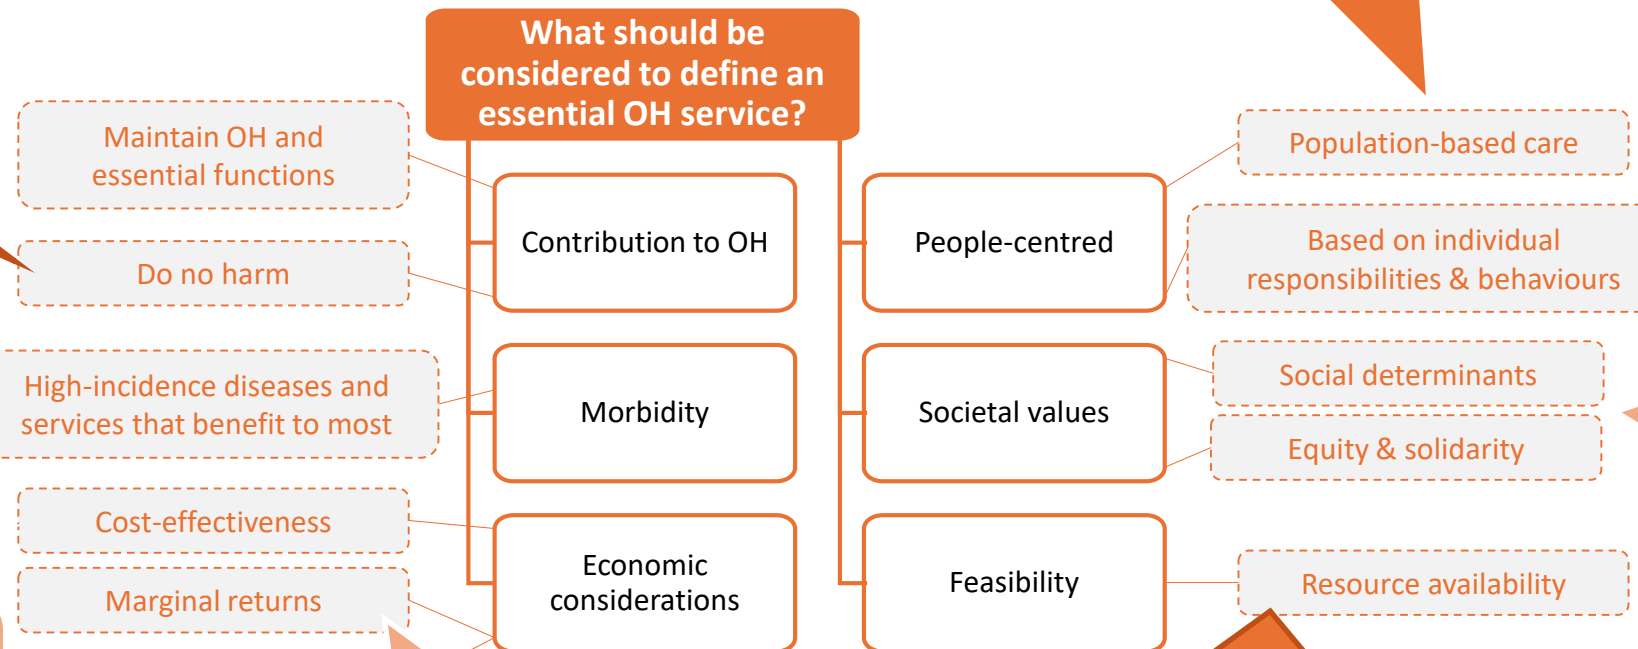 What should be
considered to define an
essential OH service?
Maintain OH and
essential functions
Do no harm
Contribution to OH
High-incidence diseases and
services that benefit to most
Morbidity
Cost-effectiveness
Marginal returns
Economic
considerations
People-centred
Population-based care
Based on individual
responsibilities & behaviours
Societal values
Social determinants
Equity & solidarity
Feasibility
Resource availability